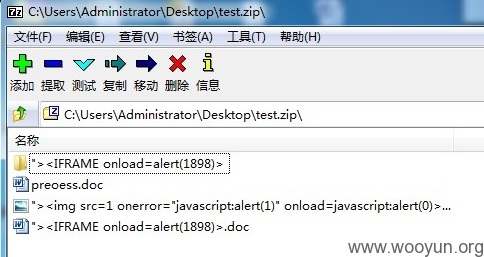 C:\Users\Administrator\Desktop\test.zip\
文件(F) 编辑(E) 查看(V) 书签(A) 工具(T) 帮助(H)
添加 提取 测试 复制 移动 删除 信息
C:\Users\Administrator\Desktop\test.zip\
名称
"><IFRAME onload=alert(1898)>
preoess.doc
"><img src=1 onerror="javascript:alert(1)" onload=javascript:alert(0)>...
"><IFRAME onload=alert(1898)>.doc
www.wooyun.org